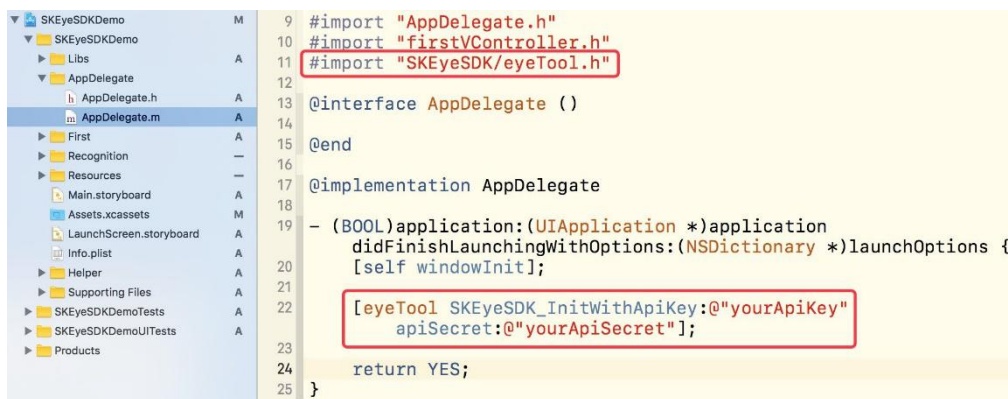 SKEyeSDKDemo M
SKEyeSDKDemo
Libs A
AppDelegate
h AppDelegate.h A
m AppDelegate.m A
First A
Recognition —
Resources —
Main.storyboard A
Assets.xcassets M
LaunchScreen.storyboard A
Info.plist A
Helper A
Supporting Files A
SKEyeSDKDemoTests A
SKEyeSDKDemoUITests A
Products
9 #import "AppDelegate.h"
10 #import "firstVController.h"
11 #import "SKEyeSDK/eyeTool.h"
12
13 @interface AppDelegate ()
14
15 @end
16
17 @implementation AppDelegate
18
19 - (BOOL)application:(UIApplication *)application
didFinishLaunchingWithOptions:(NSDictionary *)launchOptions {
20 [self windowInit];
21
22 [eyeTool SKEyeSDK_InitWithApiKey:@"yourApiKey"
apiSecret:@"yourApiSecret"];
23
24 return YES;
25 }